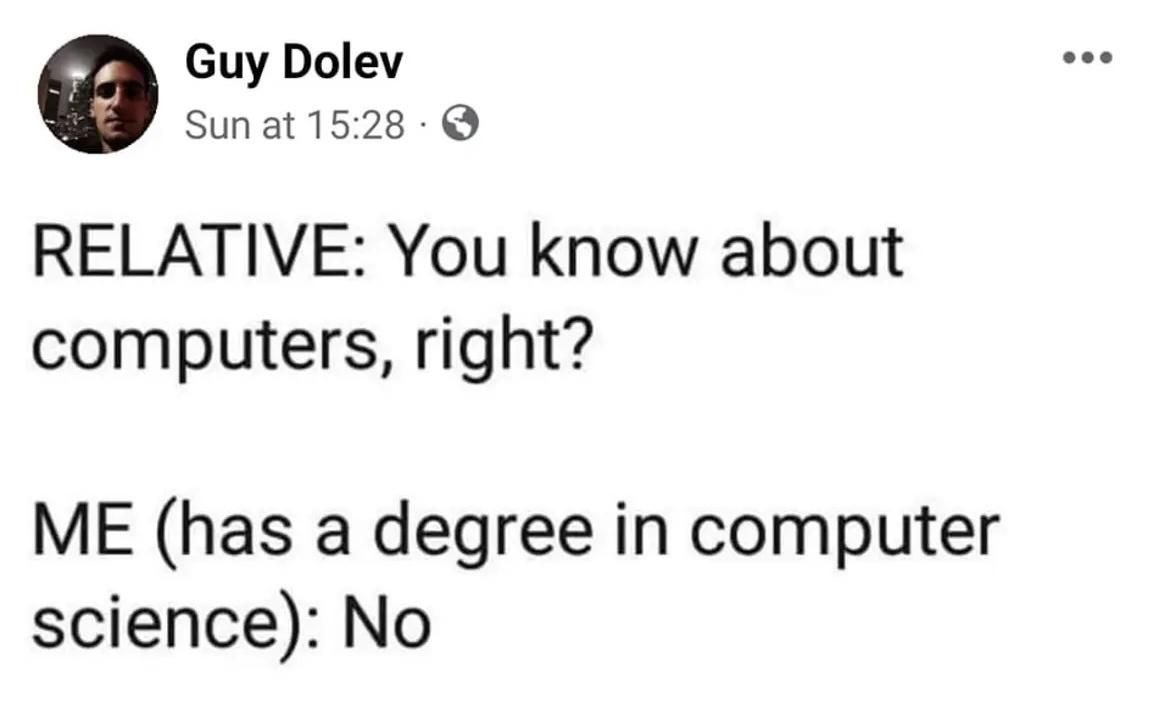 Guy Dolev
Sun at 15:28 ·
RELATIVE: You know about
computers, right?
ME (has a degree in computer
science): No